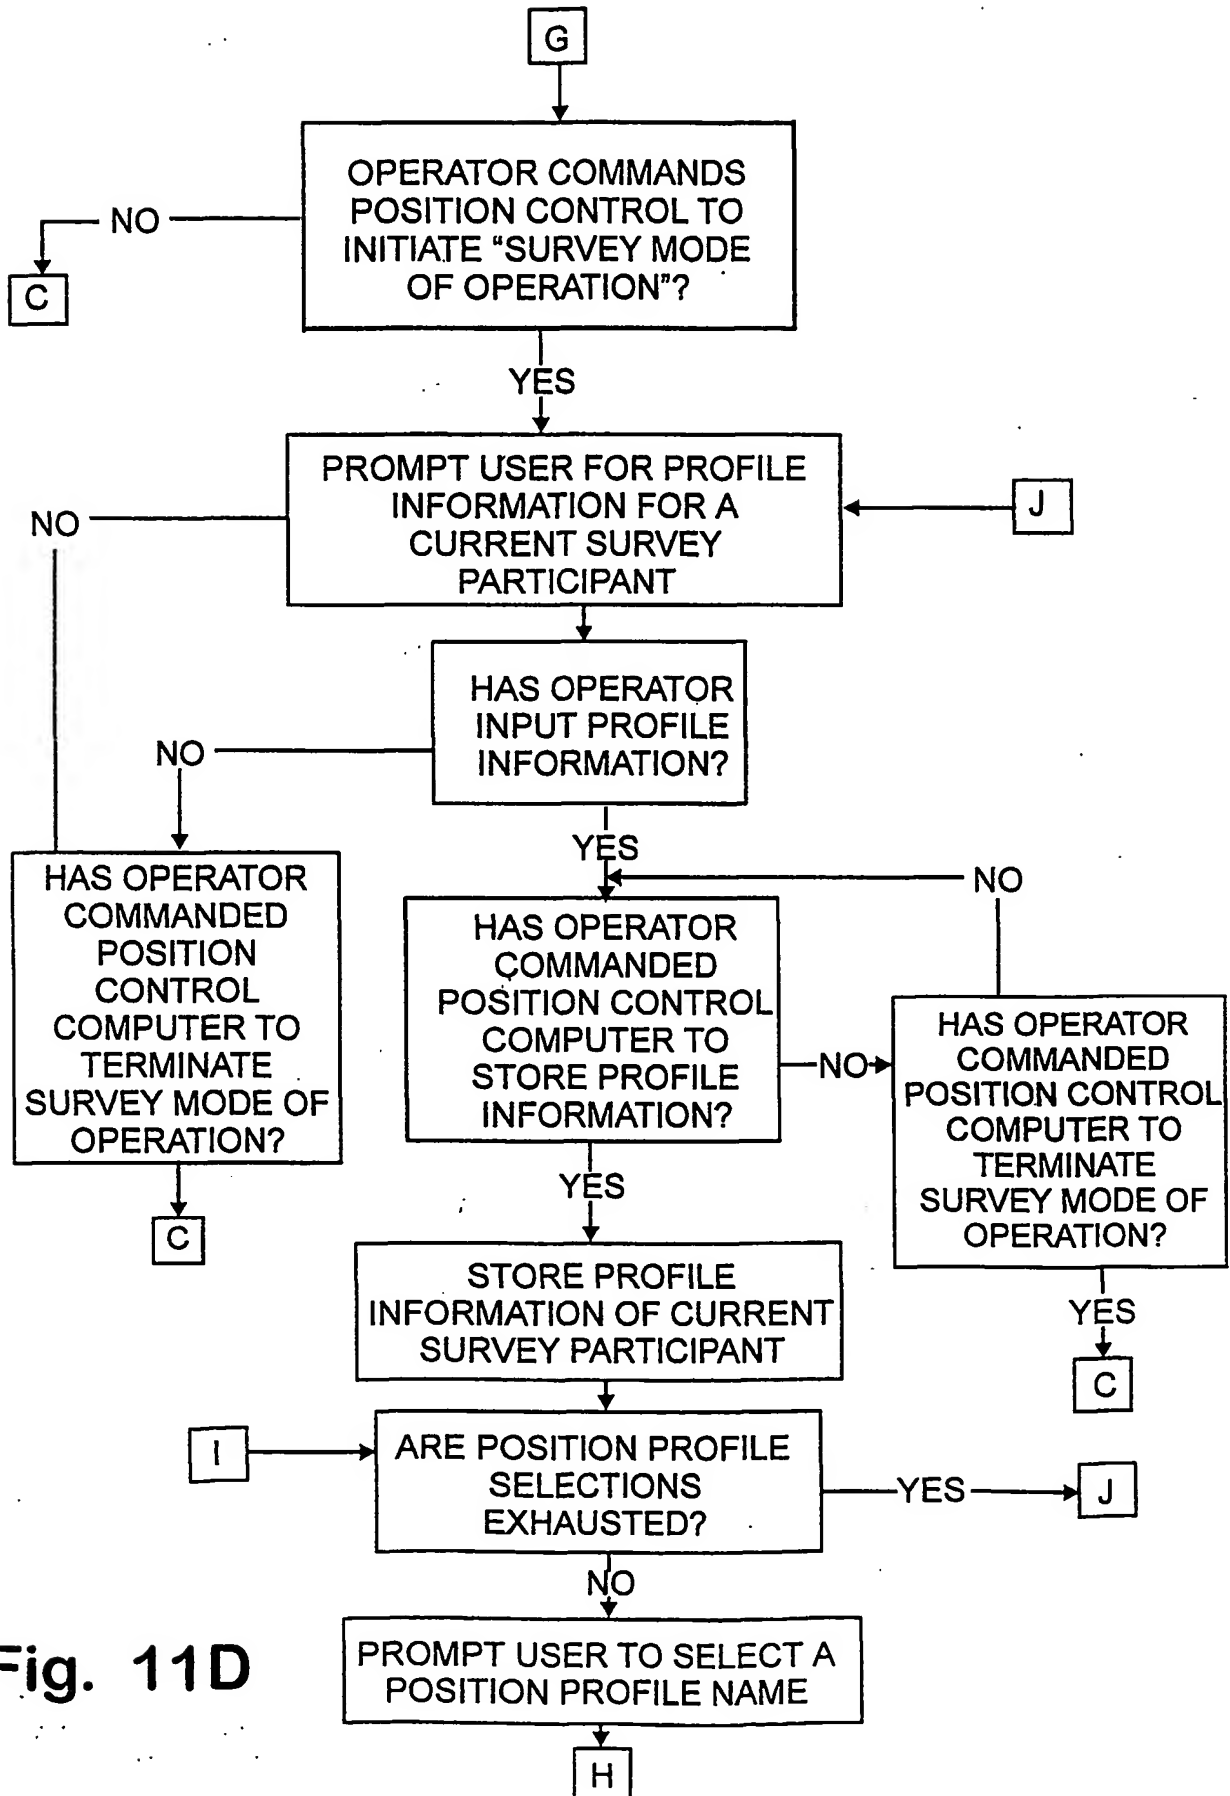 G
OPERATOR COMMANDS
POSITION CONTROL TO
INITIATE "SURVEY MODE
OF OPERATION"?
NO
C
YES
PROMPT USER FOR PROFILE
INFORMATION FOR A
CURRENT SURVEY
PARTICIPANT
NO
J
HAS OPERATOR
INPUT PROFILE
INFORMATION?
NO
YES
HAS OPERATOR
COMMANDED
POSITION
CONTROL
COMPUTER TO
TERMINATE
SURVEY MODE OF
OPERATION?
C
HAS OPERATOR
COMMANDED
POSITION CONTROL
COMPUTER TO
STORE PROFILE
INFORMATION?
NO
NO
HAS OPERATOR
COMMANDED
POSITION CONTROL
COMPUTER TO
TERMINATE
SURVEY MODE OF
OPERATION?
YES
C
YES
STORE PROFILE
INFORMATION OF CURRENT
SURVEY PARTICIPANT
I
ARE POSITION PROFILE
SELECTIONS
EXHAUSTED?
YES
J
NO
PROMPT USER TO SELECT A
POSITION PROFILE NAME
H
Fig. 11D